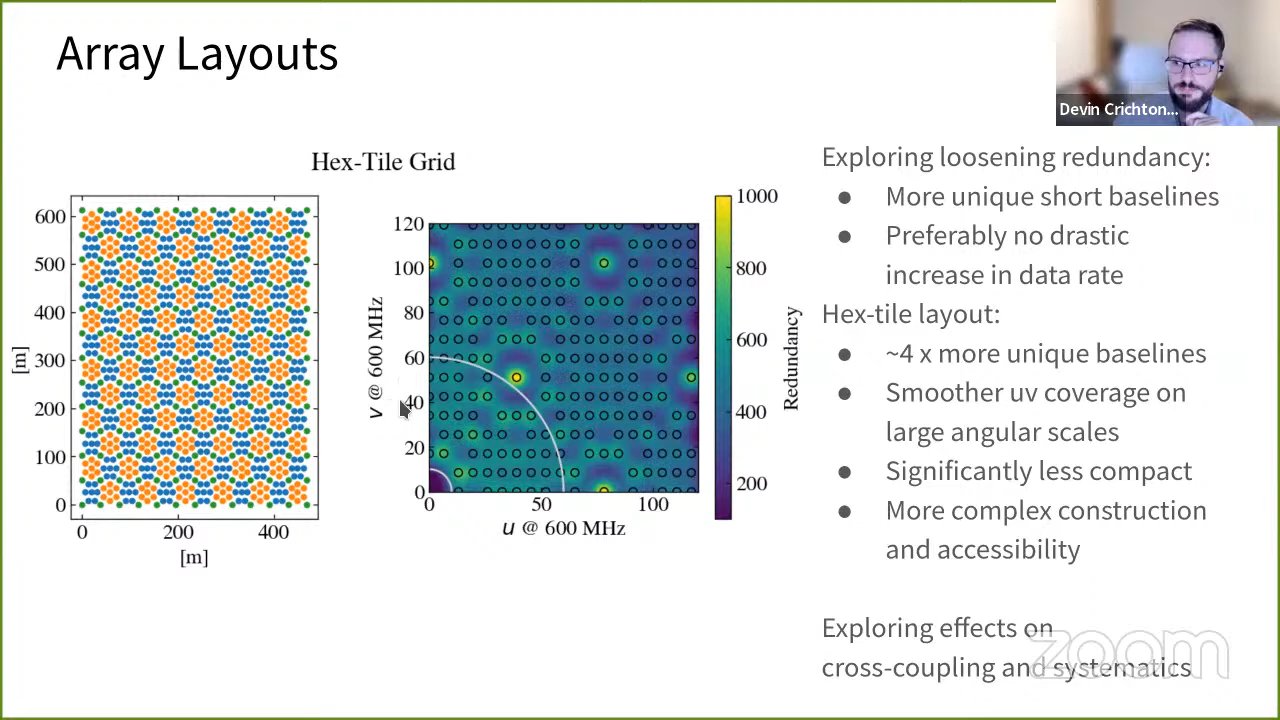 Array Layouts
Devin Crichton...
Hex-Tile Grid
600
500
400
300
200
100
0
[m]
0
200
400
[m]
120
100
80
60
40
20
0
v @ 600 MHz
0
50
100
u @ 600 MHz
1000
800
600
400
200
Redundancy
Exploring loosening redundancy:
● More unique short baselines
● Preferably no drastic
increase in data rate
Hex-tile layout:
● ~4 x more unique baselines
● Smoother uv coverage on
large angular scales
● Significantly less compact
● More complex construction
and accessibility
Exploring effects on
cross-coupling and systematics
zoom